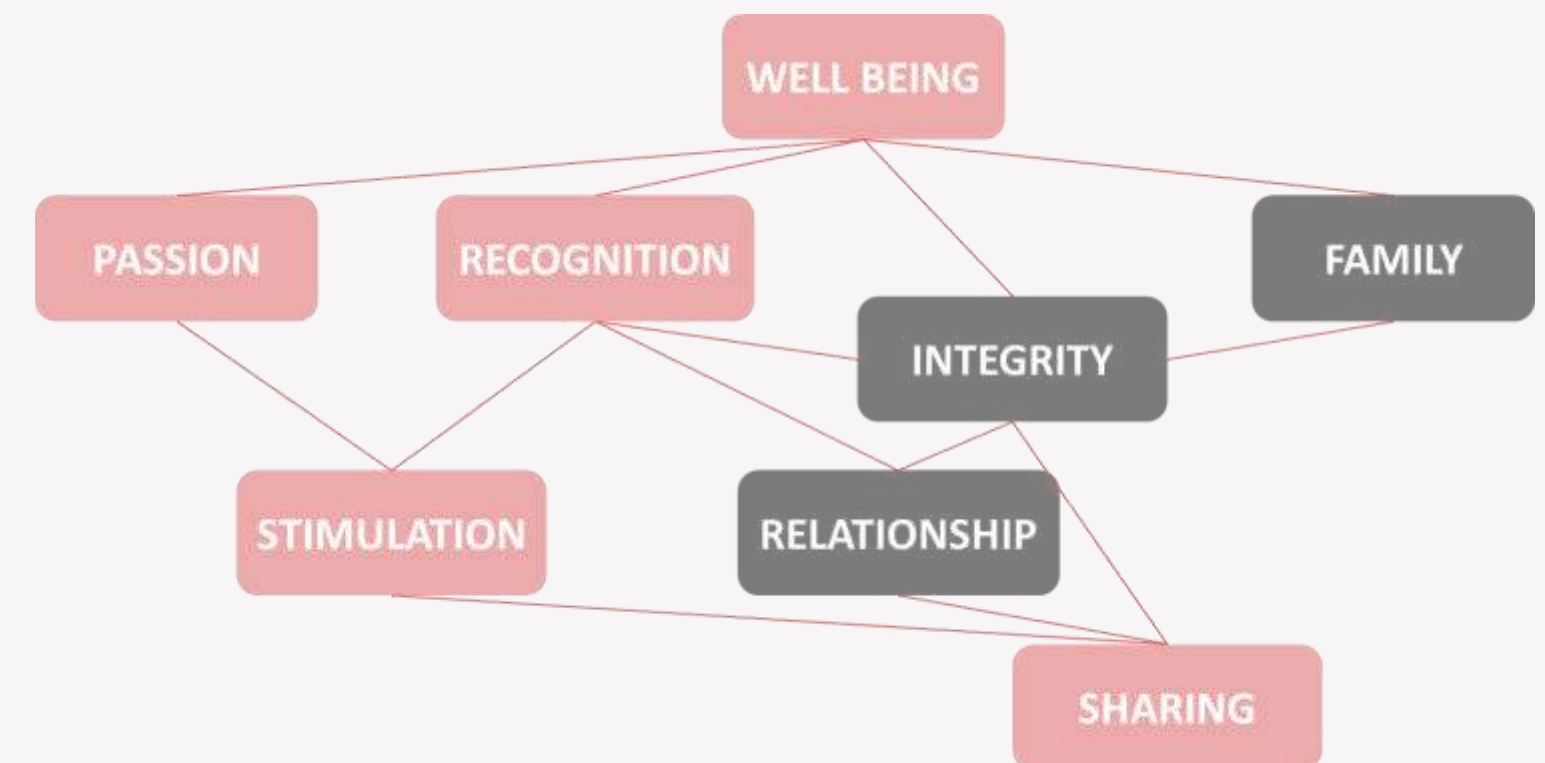 WELL BEING
PASSION
RECOGNITION
FAMILY
INTEGRITY
STIMULATION
RELATIONSHIP
SHARING